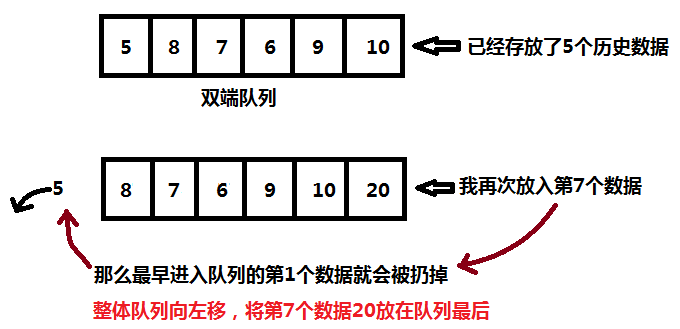 5 8 7 6 9 10 已经存放了5个历史数据
双端队列
5 8 7 6 9 10 20 我再次放入第7个数据
那么最早进入队列的第1个数据就会被扔掉
整体队列向左移，将第7个数据20放在队列最后